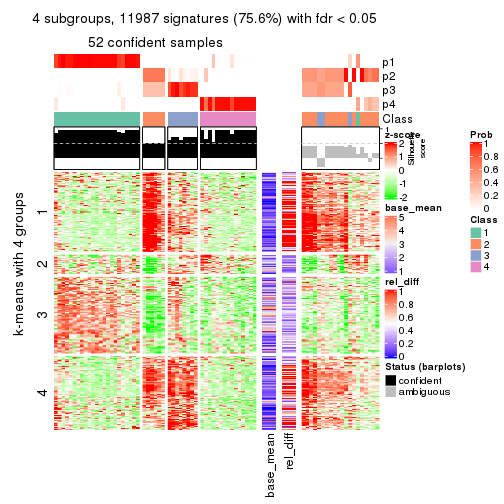 4 subgroups, 11987 signatures (75.6%) with fdr < 0.05
52 confident samples
p1
p2
p3
p4
Class
1
Silhouette
score
k-means with 4 groups
1
2
3
4
base_mean
rel_diff
z-score
2
1
0
-1
-2
base_mean
5
4
3
2
1
rel_diff
1
0.8
0.6
0.4
0.2
0
Status (barplots)
confident
ambiguous
Prob
1
0.8
0.6
0.4
0.2
0
Class
1
2
3
4